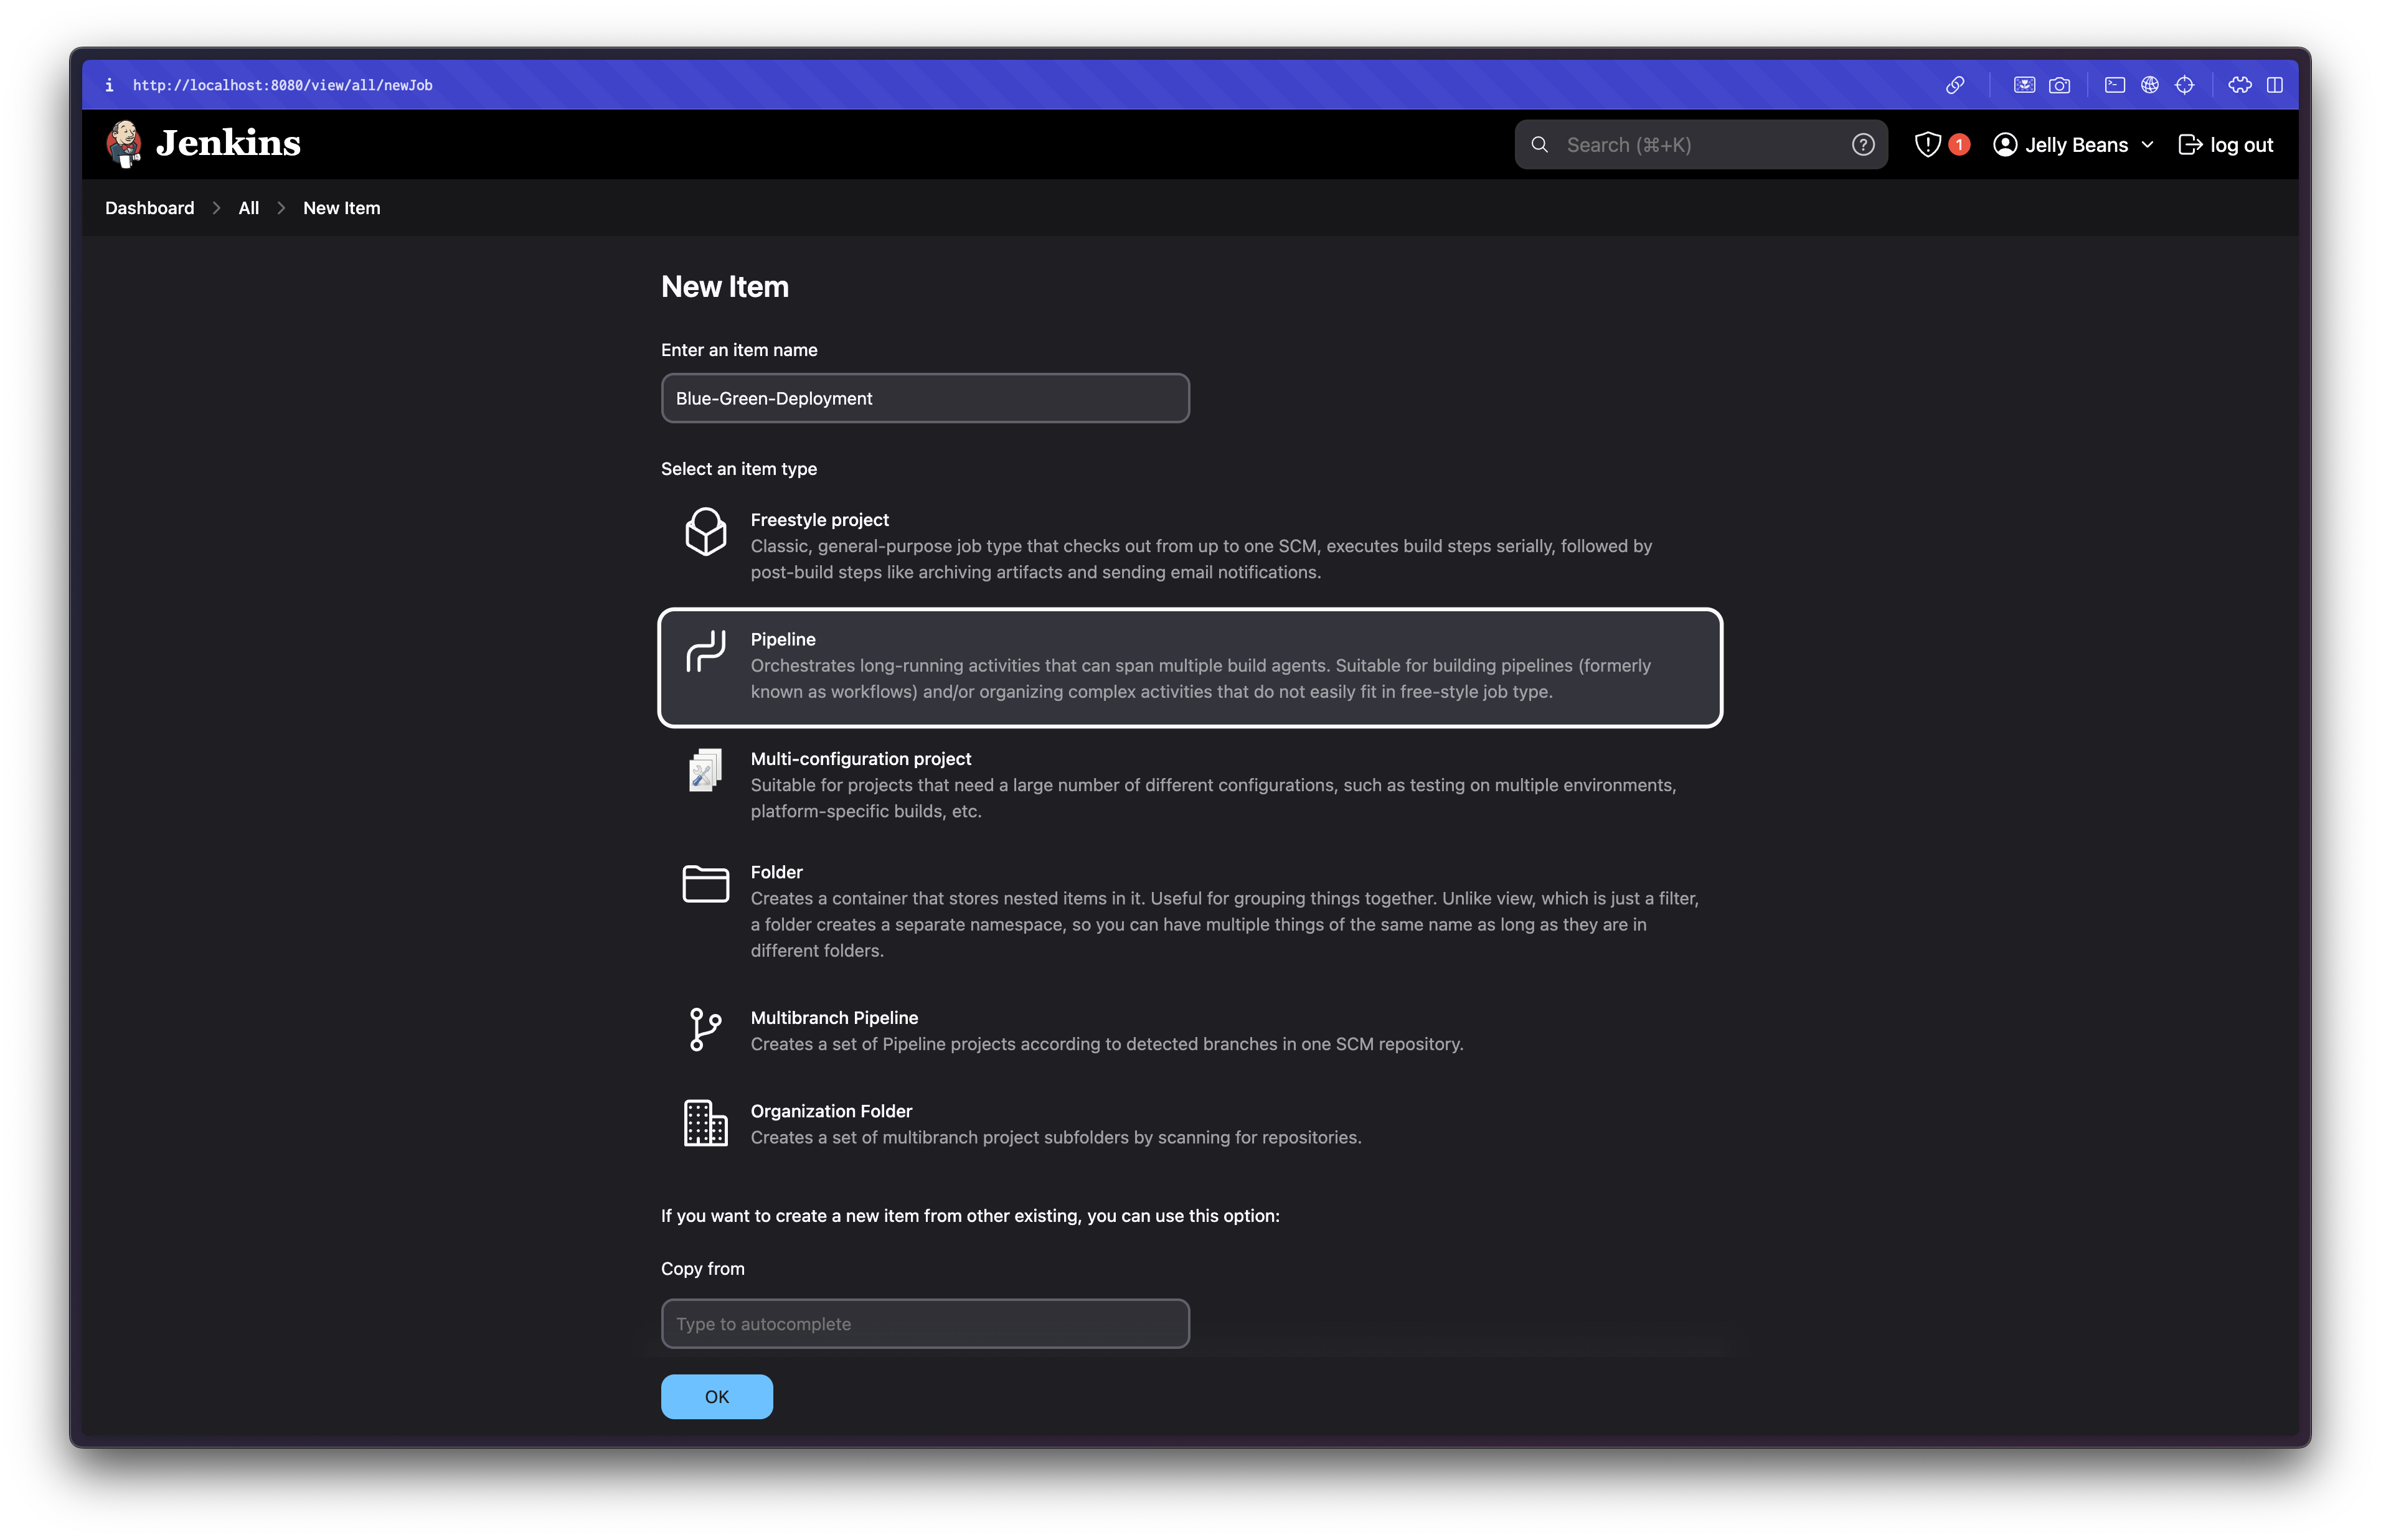 http://localhost:8080/view/all/newJob
Jenkins
Search (⌘+K)
1
Jelly Beans
log out
Dashboard
All
New Item
New Item
Enter an item name
Blue-Green-Deployment
Select an item type
Freestyle project
Classic, general-purpose job type that checks out from up to one SCM, executes build steps serially, followed by
post-build steps like archiving artifacts and sending email notifications.
Pipeline
Orchestrates long-running activities that can span multiple build agents. Suitable for building pipelines (formerly
known as workflows) and/or organizing complex activities that do not easily fit in free-style job type.
Multi-configuration project
Suitable for projects that need a large number of different configurations, such as testing on multiple environments,
platform-specific builds, etc.
Folder
Creates a container that stores nested items in it. Useful for grouping things together. Unlike view, which is just a filter,
a folder creates a separate namespace, so you can have multiple things of the same name as long as they are in
different folders.
Multibranch Pipeline
Creates a set of Pipeline projects according to detected branches in one SCM repository.
Organization Folder
Creates a set of multibranch project subfolders by scanning for repositories.
If you want to create a new item from other existing, you can use this option:
Copy from
Type to autocomplete
OK